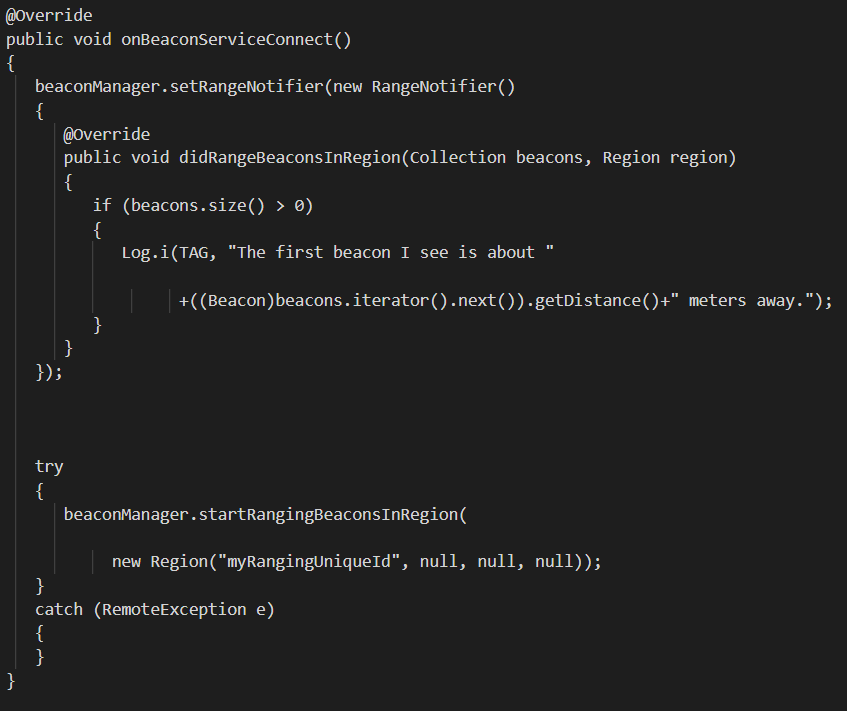 @Override
public void onBeaconServiceConnect()
{
beaconManager.setRangeNotifier(new RangeNotifier()
{
@Override
public void didRangeBeaconsInRegion(Collection beacons, Region region)
{
if (beacons.size() > 0)
{
Log.i(TAG, "The first beacon I see is about "
+((Beacon)beacons.iterator().next()).getDistance()+" meters away.");
}
}
});
try
{
beaconManager.startRangingBeaconsInRegion(
new Region("myRangingUniqueId", null, null, null));
}
catch (RemoteException e)
{
}
}